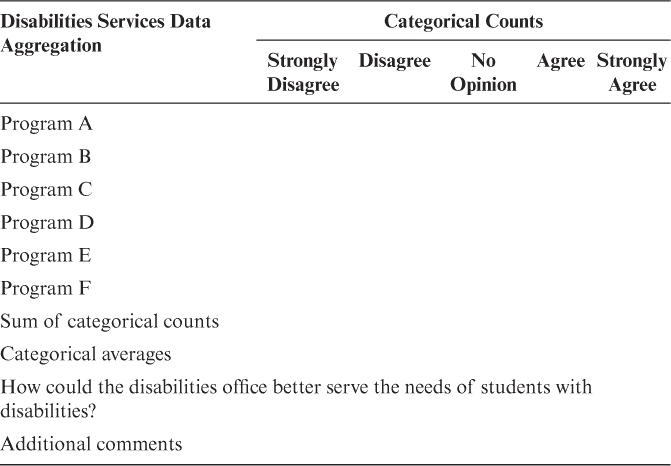 Disabilities Services Data Aggregation
Categorical Counts
Strongly Disagree
Disagree
No Opinion
Agree
Strongly Agree
Program A
Program B
Program C
Program D
Program E
Program F
Sum of categorical counts
Categorical averages
How could the disabilities office better serve the needs of students with
disabilities?
Additional comments